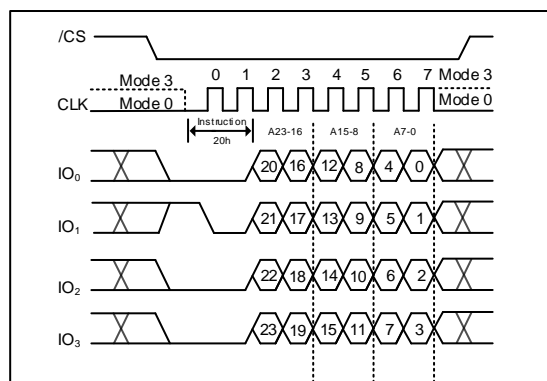 /CS
Mode 3 0 1 2 3 4 5 6 7 Mode 3
CLK Mode 0 Mode 0
Instruction A23-16 A15-8 A7-0
20h
IO₀ 20 16 12 8 4 0
IO₁ 21 17 13 9 5 1
IO₂ 22 18 14 10 6 2
IO₃ 23 19 15 11 7 3